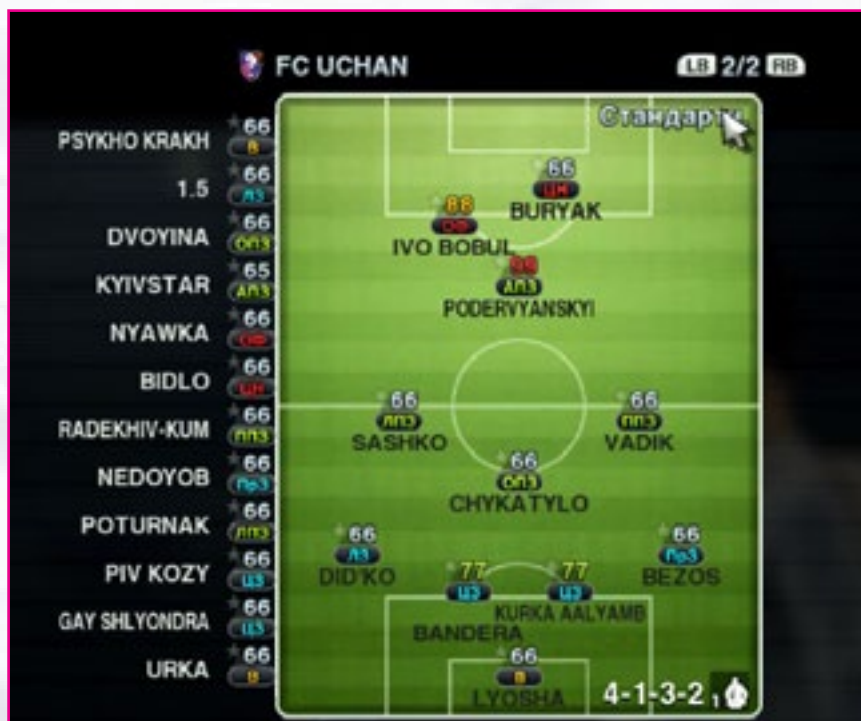 FC UCHAN
LB 2/2 RB
PSYKHO KRAKH 66 В
1.5 66 ЛЗ
DVOYINA 66 ОПЗ
KYIVSTAR 65 АПЗ
NYAWKA 66 ОФ
BIDLO 66 ЦН
RADEKHIV-KUM 66 ППЗ
NEDOYOB 66 ПрЗ
POTURNAK 66 ЛПЗ
PIV KOZY 66 ЦЗ
GAY SHLYONDRA 66 ЦЗ
URKA 66 В
Стандарты
66
ЦН
BURYAK
88
ОФ
IVO BOBUL
99
АПЗ
PODERVYANSKYI
66
ЛПЗ
SASHKO
66
ППЗ
VADIK
66
ОПЗ
CHYKATYLO
66
ЛЗ
DID'KO
66
ПрЗ
BEZOS
77
ЦЗ
BANDERA
77
ЦЗ
KURKA AALYAMB
66
В
LYOSHA
4-1-3-2 1